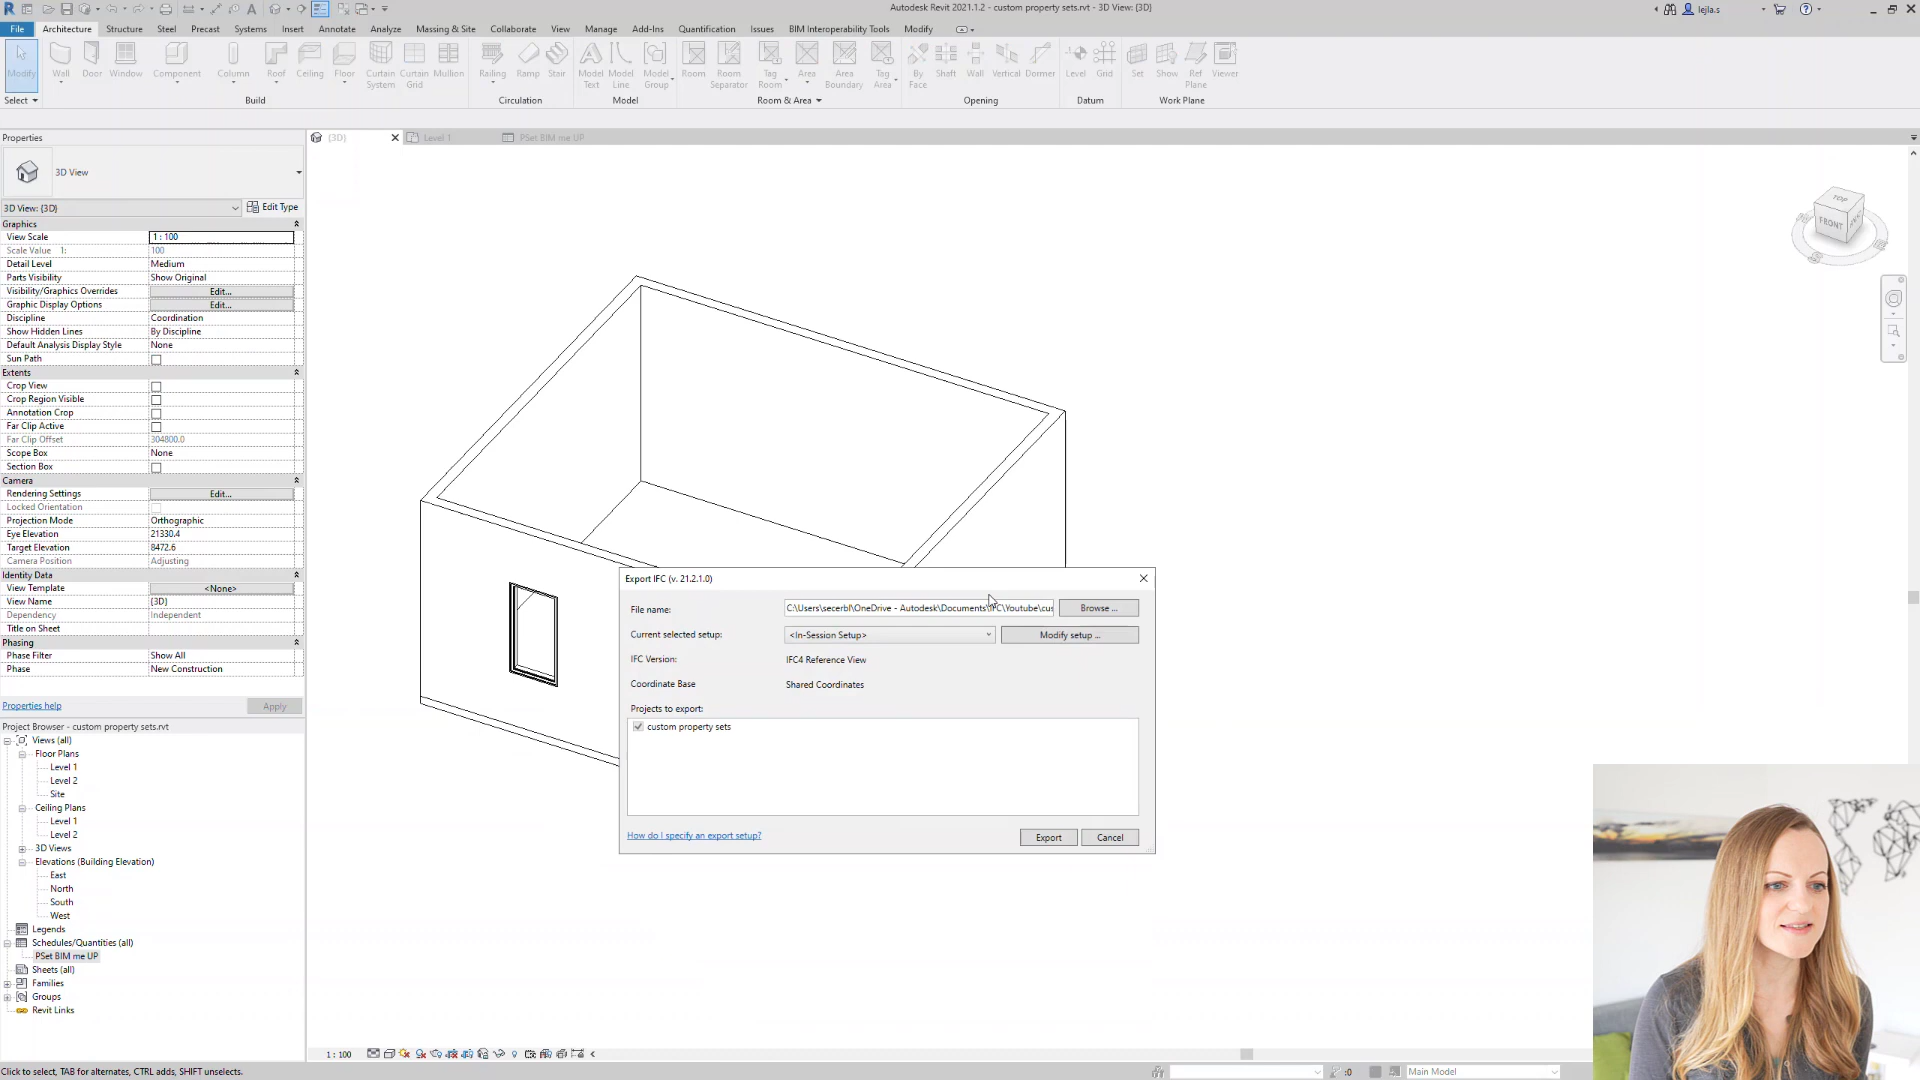 Autodesk Revit 2021.1.2 - custom property sets.rvt - 3D View: {3D}
lejla.s
File Architecture Structure Steel Precast Systems Insert Annotate Analyze Massing & Site Collaborate View Manage Add-Ins Quantification Issues BIM Interoperability Tools Modify
Modify Wall Door Window Component Column Roof Ceiling Floor Curtain System Curtain Grid Mullion Railing Ramp Stair Model Text Model Line Model Group Room Room Separator Tag Room Area Area Boundary Tag Area By Face Shaft Wall Vertical Dormer Level Grid Set Show Ref Plane Viewer
Select Build Circulation Model Room & Area Opening Datum Work Plane
Properties
{3D} Level 1 PSet BIM me UP
3D View
3D View: {3D} Edit Type
Graphics
View Scale 1 : 100
Scale Value 1: 100
Detail Level Medium
Parts Visibility Show Original
Visibility/Graphics Overrides Edit...
Graphic Display Options Edit...
Discipline Coordination
Show Hidden Lines By Discipline
Default Analysis Display Style None
Sun Path
Extents
Crop View
Crop Region Visible
Annotation Crop
Far Clip Active
Far Clip Offset 304800.0
Scope Box None
Section Box
Camera
Rendering Settings Edit...
Locked Orientation
Projection Mode Orthographic
Eye Elevation 21330.4
Target Elevation 8472.6
Camera Position Adjusting
Identity Data
View Template <None>
View Name {3D}
Dependency Independent
Title on Sheet
Phasing
Phase Filter Show All
Phase New Construction
Properties help Apply
Project Browser - custom property sets.rvt
Views (all)
Floor Plans
Level 1
Level 2
Site
Ceiling Plans
Level 1
Level 2
3D Views
Elevations (Building Elevation)
East
North
South
West
Legends
Schedules/Quantities (all)
PSet BIM me UP
Sheets (all)
Families
Groups
Revit Links
TOP
FRONT
Export IFC (v. 21.2.1.0)
File name: C:\Users\secerbl\OneDrive - Autodesk\Documents\IFC\Youtube\cus Browse ...
Current selected setup: <In-Session Setup> Modify setup ...
IFC Version: IFC4 Reference View
Coordinate Base Shared Coordinates
Projects to export:
custom property sets
How do I specify an export setup? Export Cancel
1 : 100
Click to select, TAB for alternates, CTRL adds, SHIFT unselects. :0 Main Model